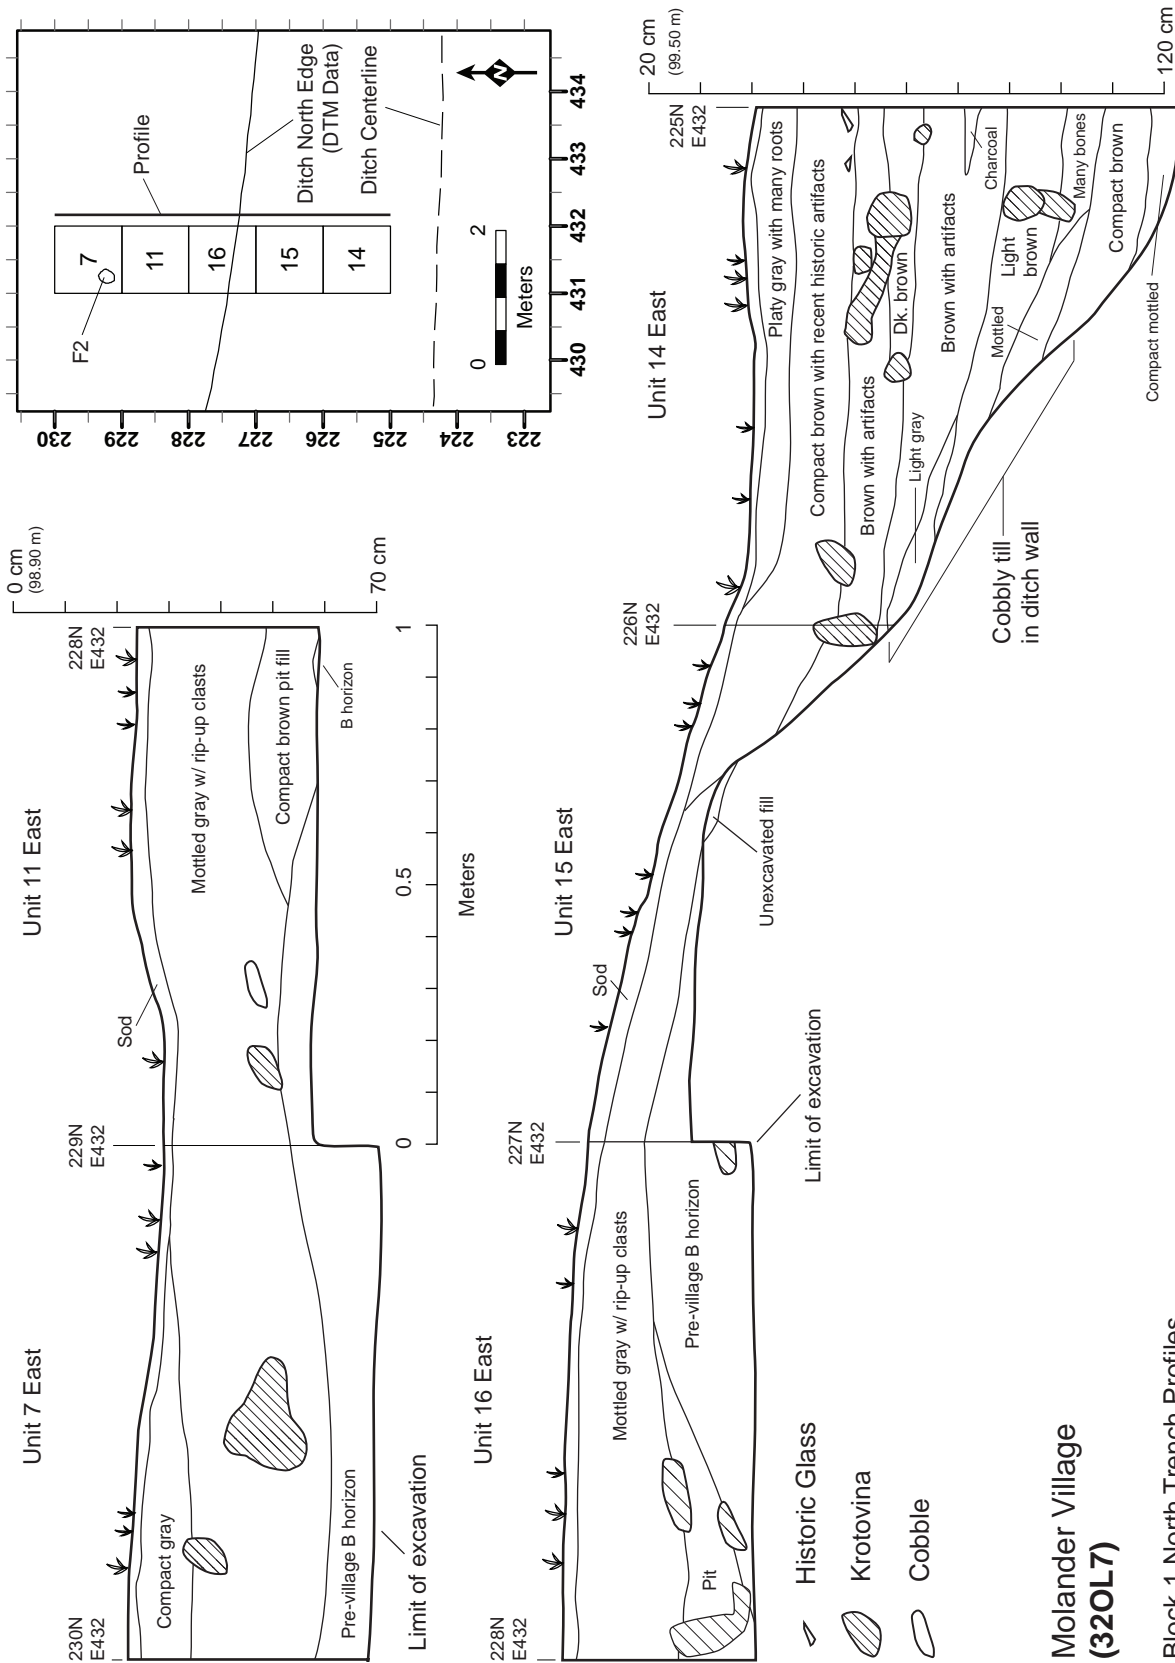 Unit 7 East
Unit 11 East
230N
E432
229N
E432
228N
E432
0 cm
(98.90 m)
70 cm
Sod
Compact gray
Mottled gray w/ rip-up clasts
Compact brown pit fill
B horizon
Pre-village B horizon
Limit of excavation
0
0.5
1
Meters
F2
Profile
7
11
16
15
14
Ditch North Edge
(DTM Data)
Ditch Centerline
N
0
2
Meters
230
229
228
227
226
225
224
223
430
431
432
433
434
Unit 16 East
Unit 15 East
Unit 14 East
228N
E432
227N
E432
226N
E432
225N
E432
20 cm
(99.50 m)
120 cm
Sod
Mottled gray w/ rip-up clasts
Pre-village B horizon
Pit
Limit of excavation
Unexcavated fill
Platy gray with many roots
Compact brown with recent historic artifacts
Brown with artifacts
Dk. brown
Light gray
Brown with artifacts
Charcoal
Light
brown
Mottled
Many bones
Compact brown
Compact mottled
Cobbly till
in ditch wall
Historic Glass
Krotovina
Cobble
Molander Village
(32OL7)
Block 1 North Trench Profiles